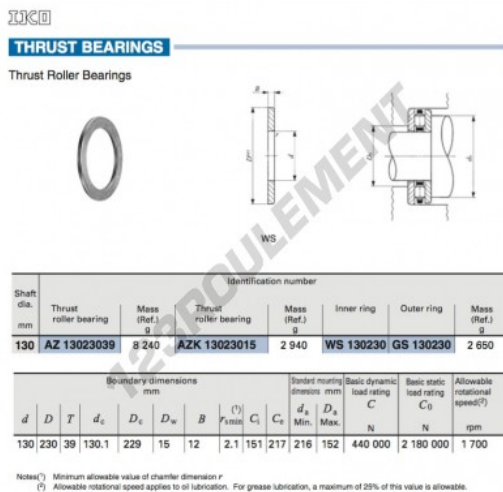 IKO
THRUST BEARINGS
Thrust Roller Bearings
B
r
D(¹)
d
Da
da
WS
123ROULEMENT
Shaft dia. mm
Identification number
Thrust roller bearing
Mass (Ref.) g
Thrust roller bearing
Mass (Ref.) g
Inner ring
Outer ring
Mass (Ref.) g
130 AZ 13023039 8 240 AZK 13023015 2 940 WS 130230 GS 130230 2 650
Boundary dimensions mm
Standard mounting dimensions mm
Basic dynamic load rating C N
Basic static load rating C0 N
Allowable rotational speed(²) rpm
d D T dc Dc Dw B rsmin(¹) Ci Ce da Min. Da Max.
130 230 39 130.1 229 15 12 2.1 151 217 216 152 440 000 2 180 000 1 700
Notes(¹) Minimum allowable value of chamfer dimension r
(²) Allowable rotational speed applies to oil lubrication. For grease lubrication, a maximum of 25% of this value is allowable.